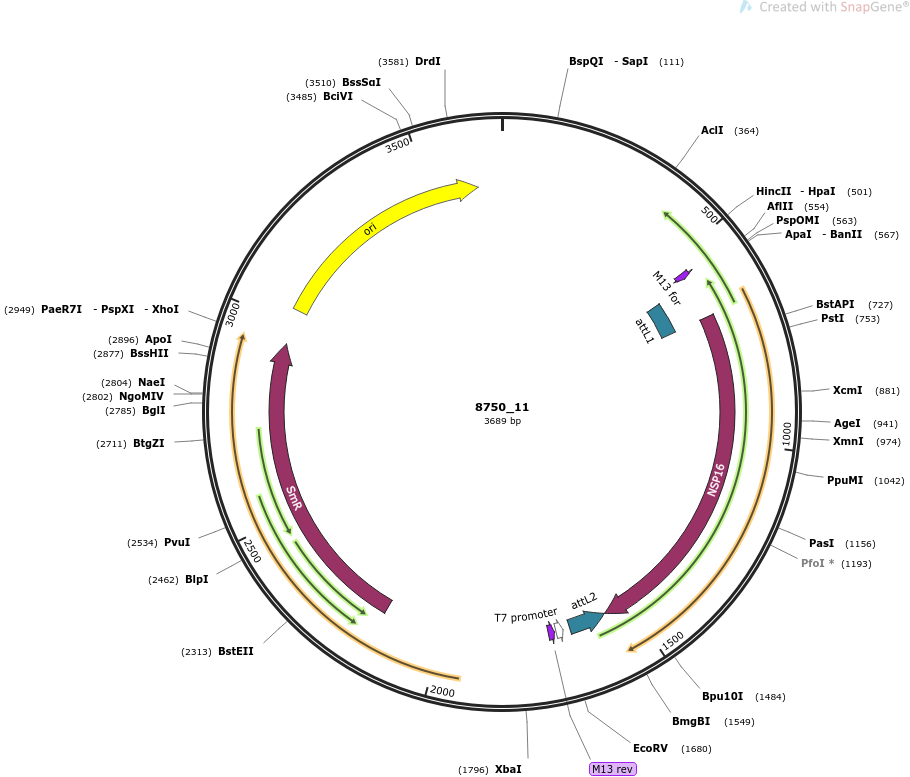 Created with SnapGene®
(3581) DrdI
BspQI - SapI (111)
(3510) BssSαI
(3485) BciVI
AclI (364)
3500
HincII - HpaI (501)
AflII (554)
500
PspOMI (563)
ApaI - BanII (567)
ori
M13 for
attL1
(2949) PaeR7I - PspXI - XhoI
3000
BstAPI (727)
PstI (753)
(2896) ApoI
(2877) BssHII
(2804) NaeI
(2802) NgoMIV
(2785) BglI
XcmI (881)
8750_11
3689 bp
AgeI (941)
1000
XmnI (974)
(2711) BtgZI
PpuMI (1042)
NSP16
SmR
(2534) PvuI
2500
PasI (1156)
PfoI * (1193)
(2462) BlpI
T7 promoter
attL2
(2313) BstEII
1500
2000
Bpu10I (1484)
BmgBI (1549)
EcoRV (1680)
(1796) XbaI
M13 rev